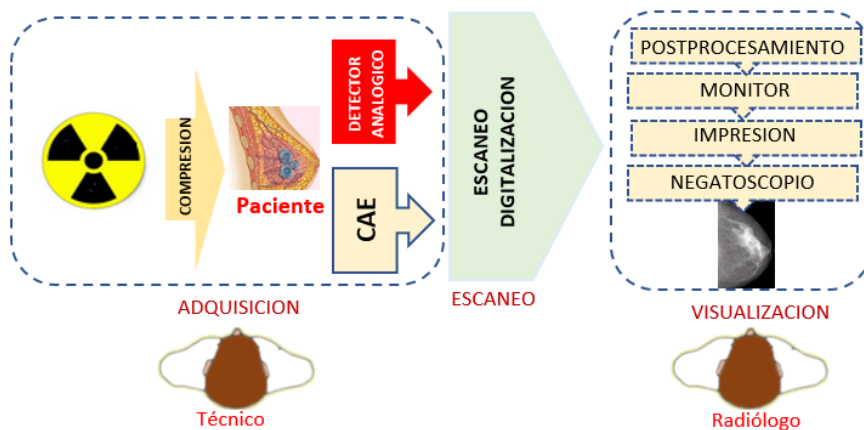 COMPRESION
Paciente
DETECTOR
ANALOGICO
CAE
ESCANEO
DIGITALIZACION
POSTPROCESAMIENTO
MONITOR
IMPRESION
NEGATOSCOPIO
ADQUISICION
ESCANEO
VISUALIZACION
Técnico
Radiólogo